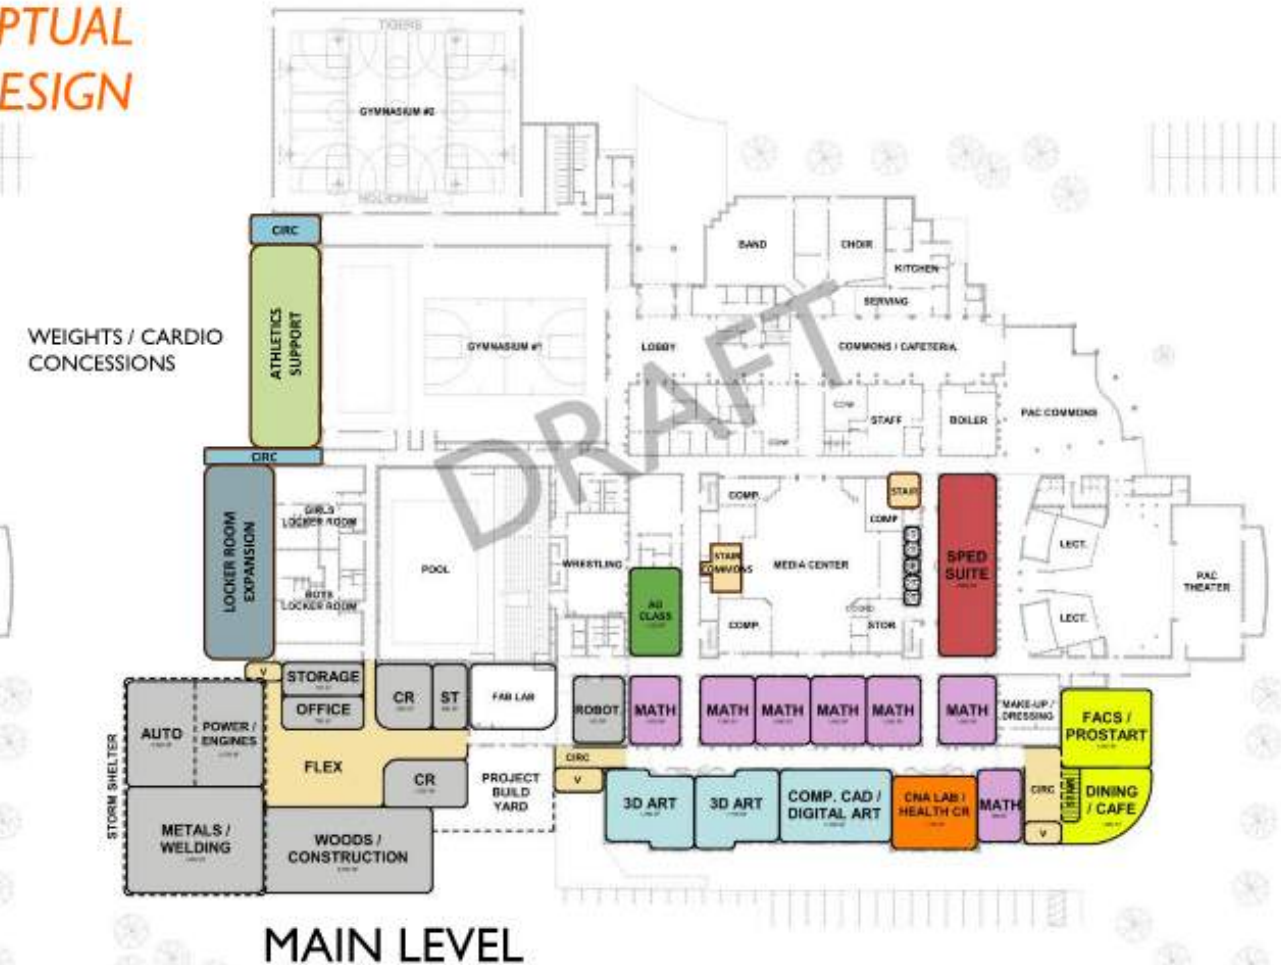 PTUAL
ESIGN
TIGERS
GYMNASIUM #2
PRINCETON
CIRC
BAND
CHOIR
KITCHEN
SERVING
WEIGHTS / CARDIO
CONCESSIONS
ATHLETICS
SUPPORT
GYMNASIUM #1
LOBBY
COMMONS / CAFETERIA
DRAFT
CONF
STAFF
BOILER
PAC COMMONS
CONF
CIRC
LOCKER ROOM
EXPANSION
GIRLS
LOCKER ROOM
BOYS
LOCKER ROOM
POOL
WRESTLING
AG
CLASS
COMP.
STAIR
COMMONS
MEDIA CENTER
COMP.
STAIR
COMP
STOR.
SPED
SUITE
LECT.
LECT.
PAC
THEATER
V
STORAGE
OFFICE
CR
ST
FAB LAB
ROBOT.
MATH
MATH
MATH
MATH
MATH
MATH
MAKE-UP /
DRESSING
FACS /
PROSTART
STORM SHELTER
AUTO
POWER /
ENGINES
FLEX
CR
PROJECT
BUILD
YARD
CIRC
V
3D ART
3D ART
COMP. CAD /
DIGITAL ART
CNA LAB /
HEALTH CR
MATH
CIRC
V
DINING
/ CAFE
METALS /
WELDING
WOODS /
CONSTRUCTION
MAIN LEVEL